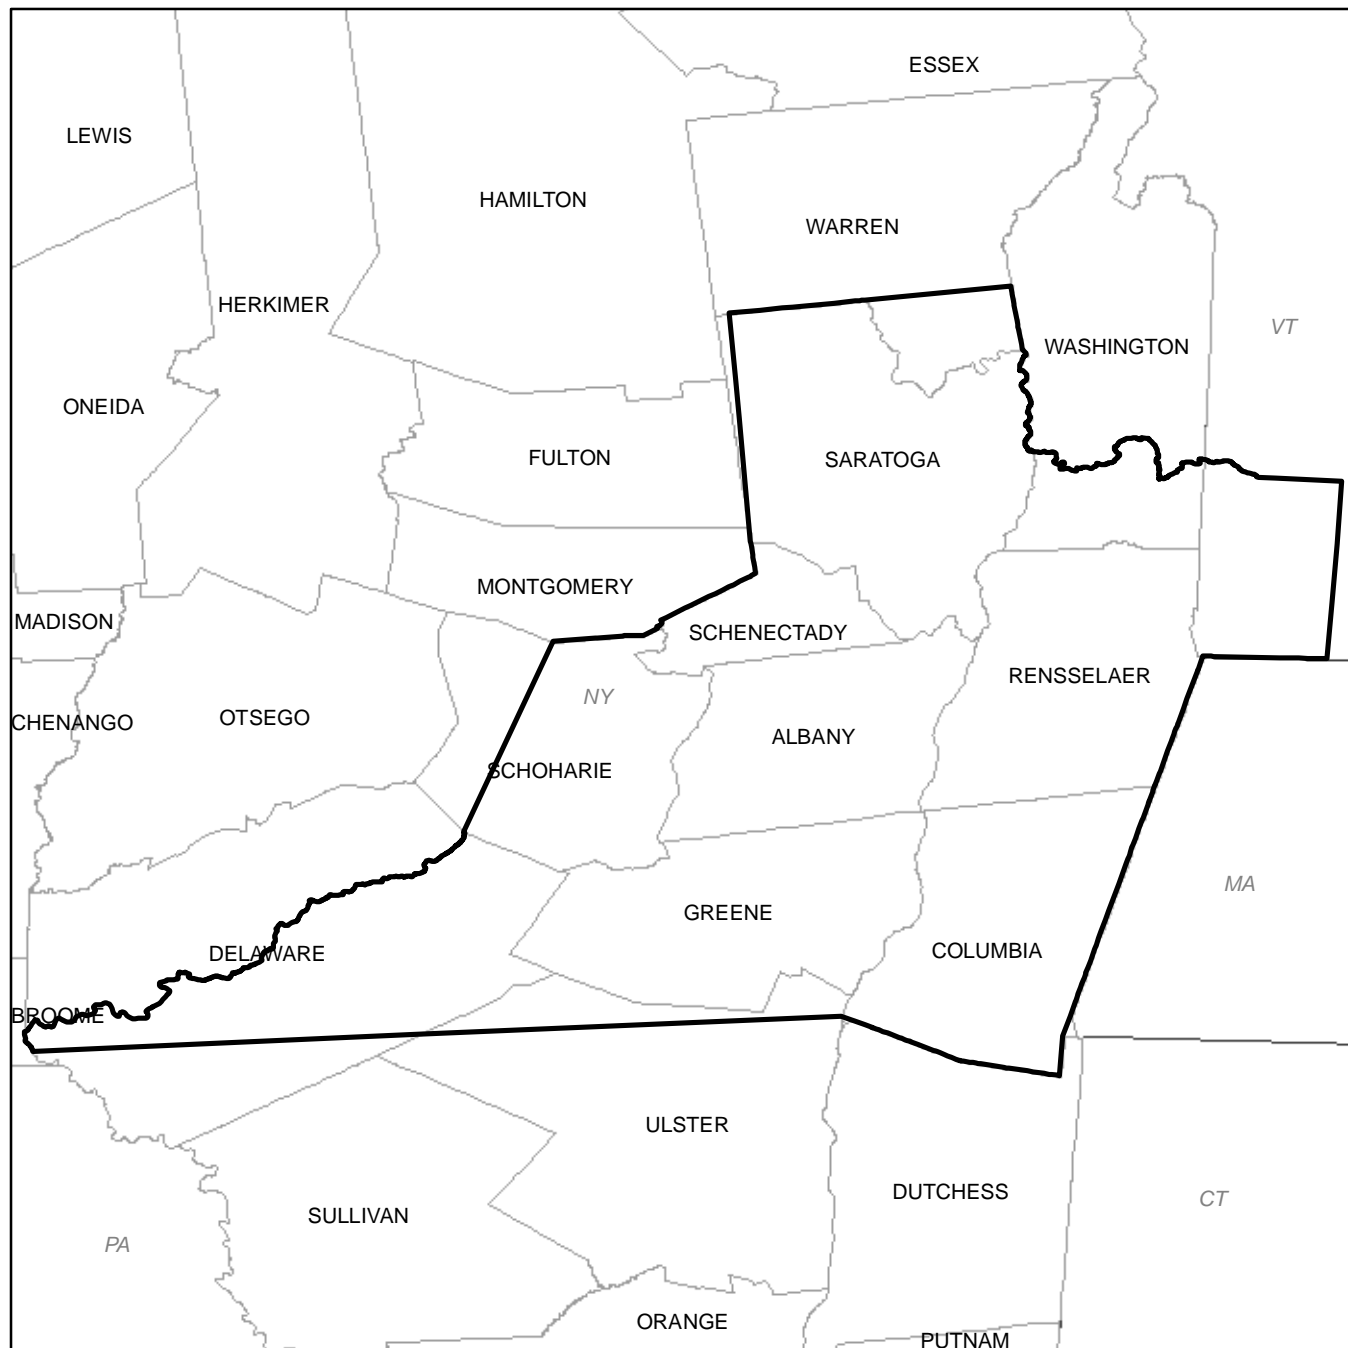 ESSEX
LEWIS
HAMILTON
WARREN
HERKIMER
VT
WASHINGTON
ONEIDA
FULTON
SARATOGA
MONTGOMERY
MADISON
SCHENECTADY
RENSSELAER
NY
CHENANGO
OTSEGO
ALBANY
SCHOHARIE
MA
GREENE
COLUMBIA
DELAWARE
BROOME
ULSTER
DUTCHESS
CT
SULLIVAN
PA
ORANGE
PUTNAM